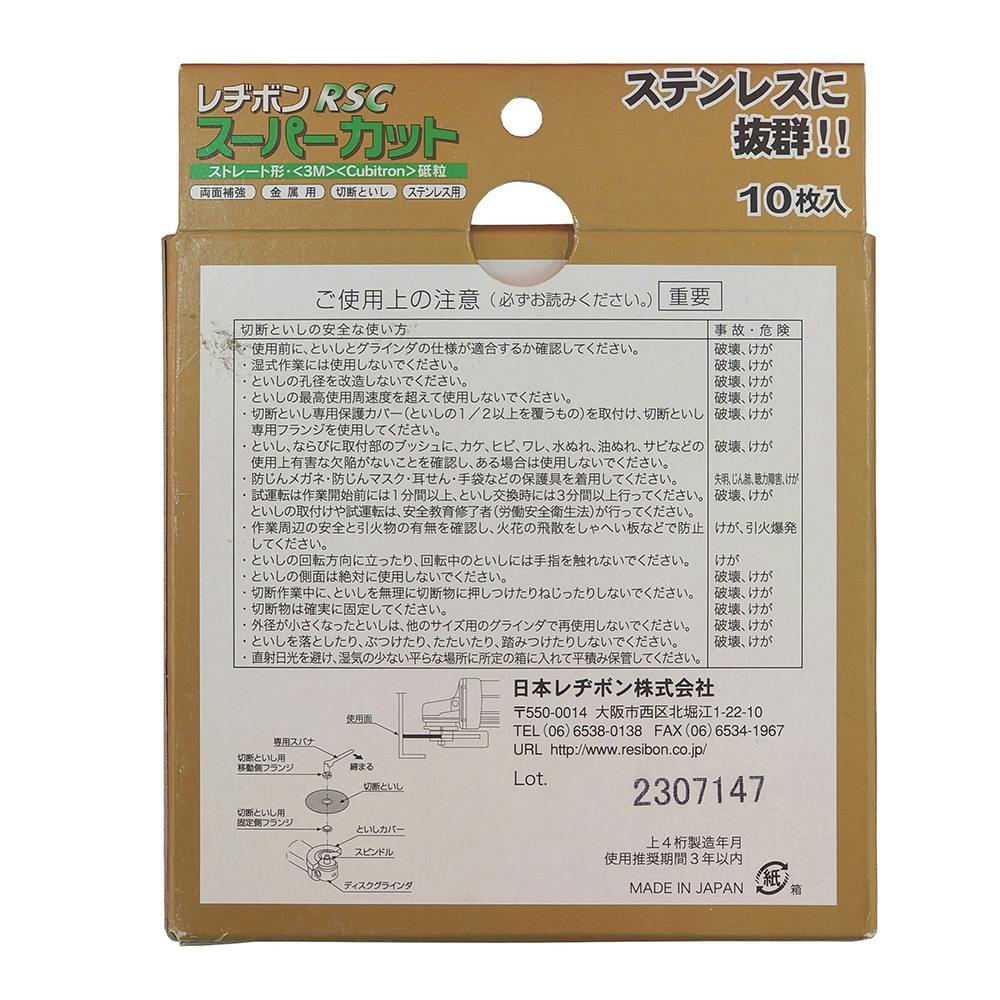 レヂボンRSC
スーパーカット
ストレート形・<3M><Cubitron>砥粒
両面補強 金属用 切断といし ステンレス用
ステンレスに
抜群!!
10枚入
ご使用上の注意(必ずお読みください。) 重要
切断といしの安全な使い方 事故・危険
・使用前に、といしとグラインダの仕様が適合するか確認してください。 破壊、けが
・湿式作業には使用しないでください。 破壊、けが
・といしの孔径を改造しないでください。 破壊、けが
・といしの最高使用周速度を超えて使用しないでください。 破壊、けが
・切断といし専用保護カバー(といしの1/2以上を覆うもの)を取付け、切断といし 破壊、けが
専用フランジを使用してください。
・といし、ならびに取付部のブッシュに、カケ、ヒビ、ワレ、水ぬれ、油ぬれ、サビなどの 破壊、けが
使用上有害な欠陥がないことを確認し、ある場合は使用しないでください。
・防じんメガネ・防じんマスク・耳せん・手袋などの保護具を着用してください。 失明、じん肺、聴力障害、けが
・試運転は作業開始前には1分間以上、といし交換時には3分間以上行ってください。 破壊、けが
といしの取付けや試運転は、安全教育修了者(労働安全衛生法)が行ってください。
・作業周辺の安全と引火物の有無を確認し、火花の飛散をしゃへい板などで防止 けが、引火爆発
してください。
・といしの回転方向に立ったり、回転中のといしには手指を触れないでください。 けが
・といしの側面は絶対に使用しないでください。 破壊、けが
・切断作業中に、といしを無理に切断物に押しつけたりねじったりしないでください。 破壊、けが
・切断物は確実に固定してください。 破壊、けが
・外径が小さくなったといしは、他のサイズ用のグラインダで再使用しないでください。 破壊、けが
・といしを落としたり、ぶつけたり、たたいたり、踏みつけたりしないでください。 破壊、けが
・直射日光を避け、湿気の少ない平らな場所に所定の箱に入れて平積み保管してください。
使用面
専用スパナ
締まる
切断といし用
移動側フランジ
切断といし
切断といし用
固定側フランジ
といしカバー
スピンドル
ディスクグラインダ
日本レヂボン株式会社
〒550-0014 大阪市西区北堀江1-22-10
TEL(06)6538-0138 FAX(06)6534-1967
URL http://www.resibon.co.jp/
Lot. 2307147
上4桁製造年月
使用推奨期間3年以内
MADE IN JAPAN 紙 箱